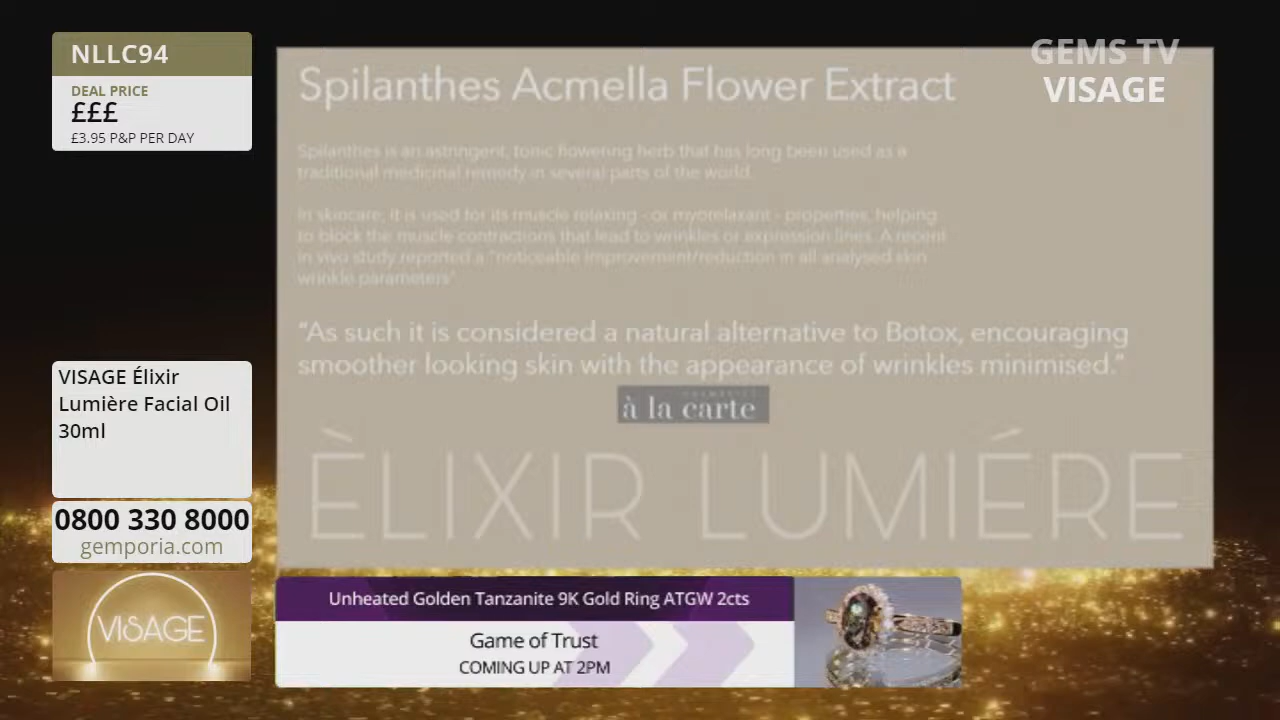 NLLC94
DEAL PRICE
£££
£3.95 P&P PER DAY
GEMS TV
VISAGE
Spilanthes Acmella Flower Extract
Spilanthes is an astringent, tonic flowering herb that has long been used as a
traditional medicinal remedy in several parts of the world.
In skincare, it is used for its muscle relaxing - or myorelaxant - properties, helping
to block the muscle contractions that lead to wrinkles or expression lines. A recent
in vivo study reported a "noticeable improvement/reduction in all analysed skin
wrinkle parameters"
"As such it is considered a natural alternative to Botox, encouraging
smoother looking skin with the appearance of wrinkles minimised."
à la carte
ÈLIXIR LUMIÉRE
VISAGE Élixir
Lumière Facial Oil
30ml
0800 330 8000
gemporia.com
VISAGE
Unheated Golden Tanzanite 9K Gold Ring ATGW 2cts
Game of Trust
COMING UP AT 2PM